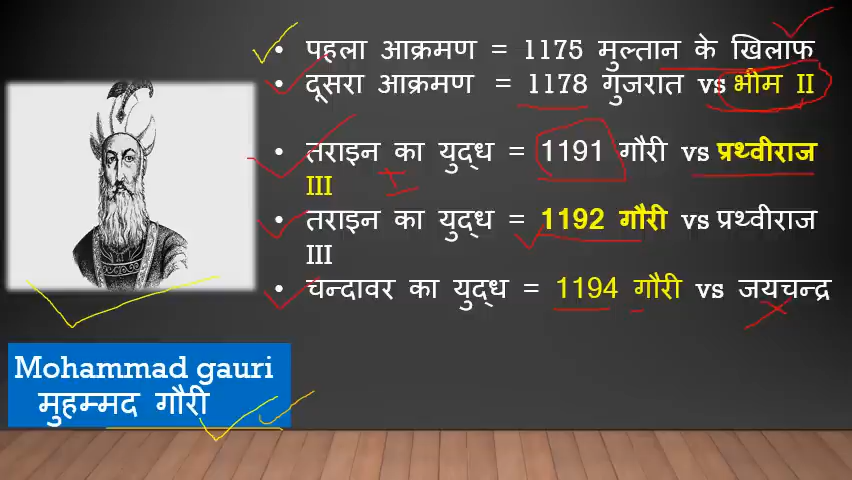 • पहला आक्रमण = 1175 मुल्तान के खिलाफ
• दूसरा आक्रमण = 1178 गुजरात vs भीम II
• तराइन का युद्ध = 1191 गौरी vs प्रथ्वीराज
III
I
• तराइन का युद्ध = 1192 गौरी vs प्रथ्वीराज
III
• चन्दावर का युद्ध = 1194 गौरी vs जयचन्द्र
Mohammad gauri
मुहम्मद गौरी